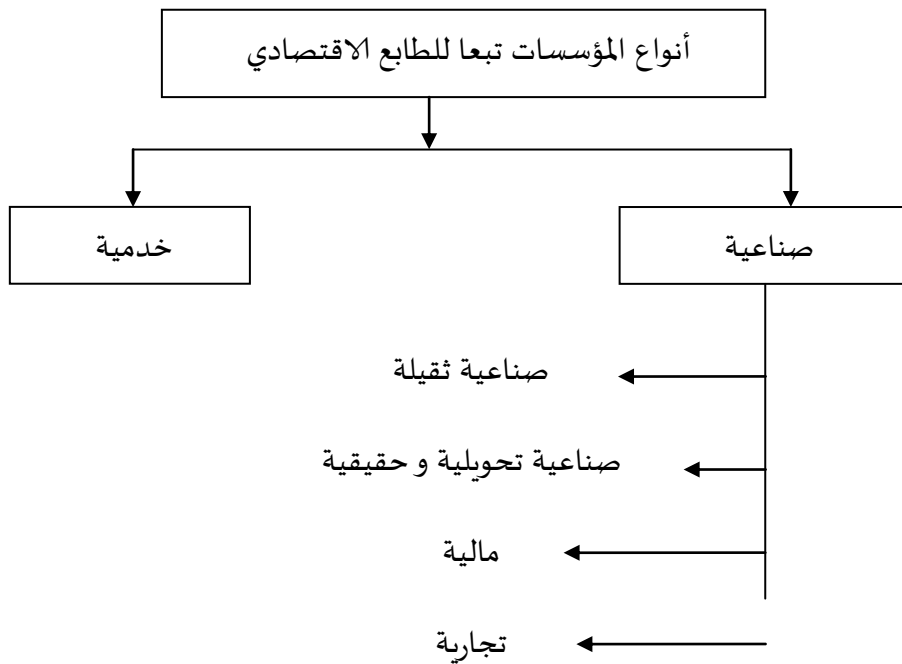 أنواع المؤسسات تبعا للطابع الاقتصادي
صناعية
خدمية
صناعية ثقيلة
صناعية تحويلية و حقيقية
مالية
تجارية